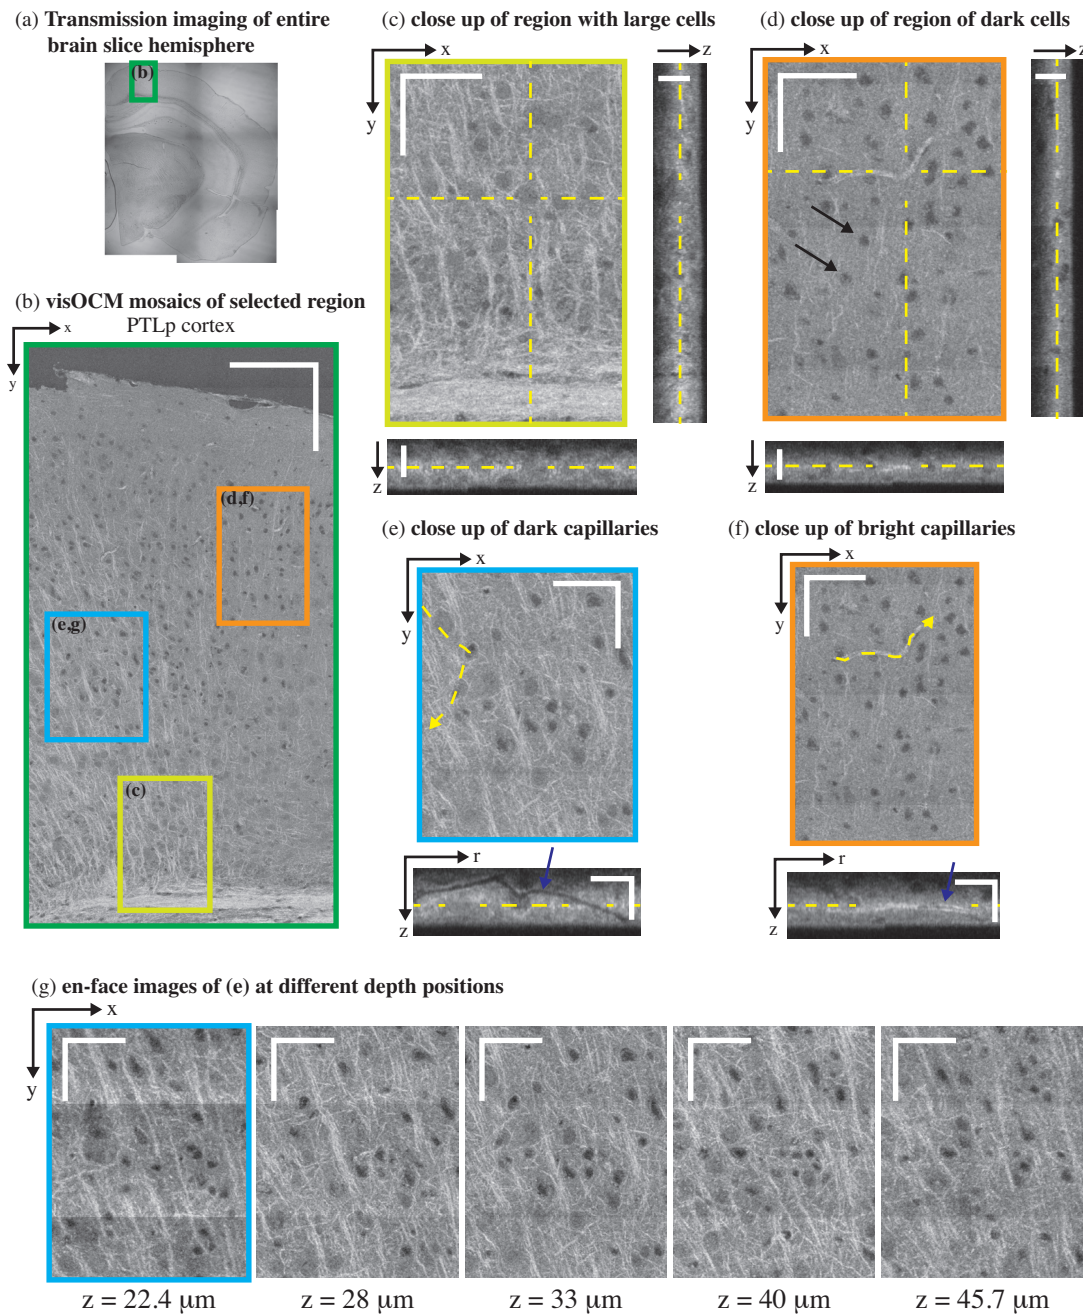 (a) Transmission imaging of entire
brain slice hemisphere
(b)
(b) visOCM mosaics of selected region
PTLp cortex
x
y
(d,f)
(e,g)
(c)
(c) close up of region with large cells
x
y
z
z
(d) close up of region of dark cells
x
y
z
z
(e) close up of dark capillaries
x
y
r
z
(f) close up of bright capillaries
x
y
r
z
(g) en-face images of (e) at different depth positions
x
y
z = 22.4 μm
z = 28 μm
z = 33 μm
z = 40 μm
z = 45.7 μm